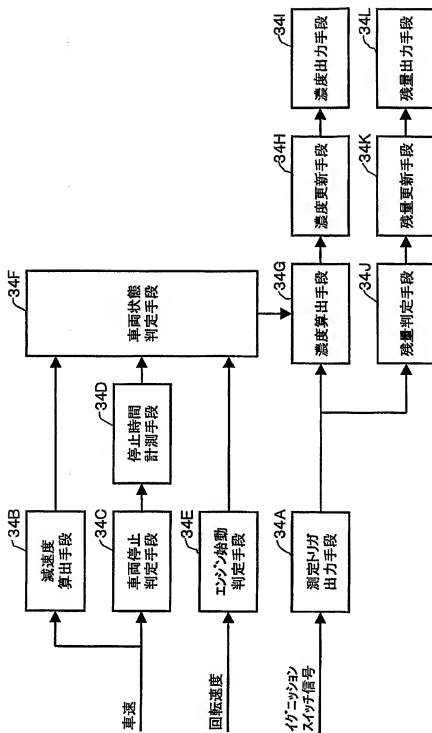 車速
回転速度
イグニッション
スイッチ信号
34B
減速度
算出手段
34C
車両停止
判定手段
34D
停止時間
計測手段
34E
エンジン始動
判定手段
34A
測定トリガ
出力手段
34F
車両状態
判定手段
34G
濃度算出手段
34H
濃度更新手段
34I
濃度出力手段
34J
残量判定手段
34K
残量更新手段
34L
残量出力手段